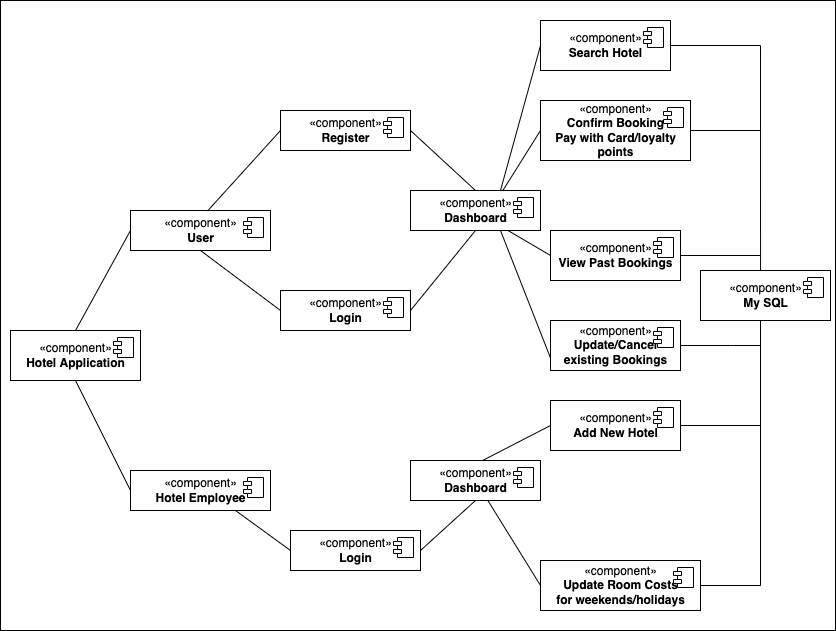 «component»
Search Hotel
«component»
Confirm Booking
Pay with Card/loyalty
points
«component»
Register
«component»
Dashboard
«component»
User
«component»
View Past Bookings
«component»
My SQL
«component»
Login
«component»
Update/Cancel
existing Bookings
«component»
Hotel Application
«component»
Add New Hotel
«component»
Dashboard
«component»
Hotel Employee
«component»
Login
«component»
Update Room Costs
for weekends/holidays